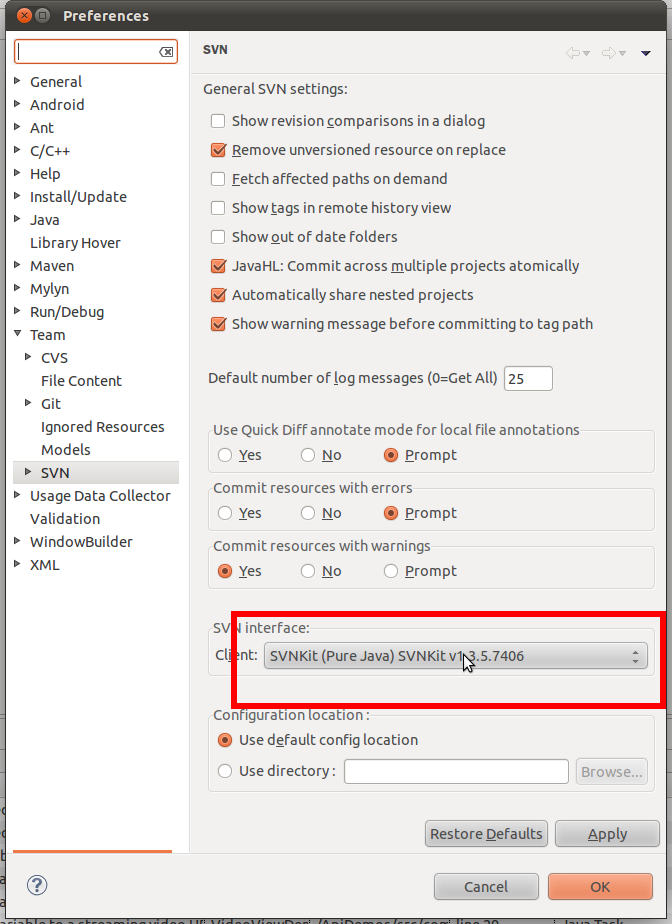 Preferences
General
Android
Ant
C/C++
Help
Install/Update
Java
Library Hover
Maven
Mylyn
Run/Debug
Team
CVS
File Content
Git
Ignored Resources
Models
SVN
Usage Data Collector
Validation
WindowBuilder
XML
SVN
General SVN settings:
Show revision comparisons in a dialog
Remove unversioned resource on replace
Fetch affected paths on demand
Show tags in remote history view
Show out of date folders
JavaHL: Commit across multiple projects atomically
Automatically share nested projects
Show warning message before committing to tag path
Default number of log messages (0=Get All) 25
Use Quick Diff annotate mode for local file annotations
Yes No Prompt
Commit resources with errors
Yes No Prompt
Commit resources with warnings
Yes No Prompt
SVN interface:
Client: SVNKit (Pure Java) SVNKit v1.3.5.7406
Configuration location :
Use default config location
Use directory : Browse...
Restore Defaults Apply
? Cancel OK